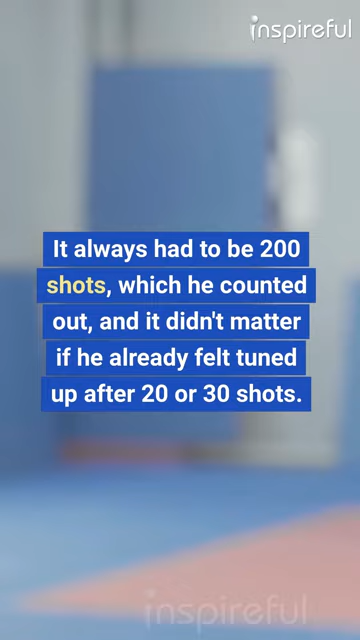 inspireful
It always had to be 200
shots, which he counted
out, and it didn't matter
if he already felt tuned
up after 20 or 30 shots.
inspireful